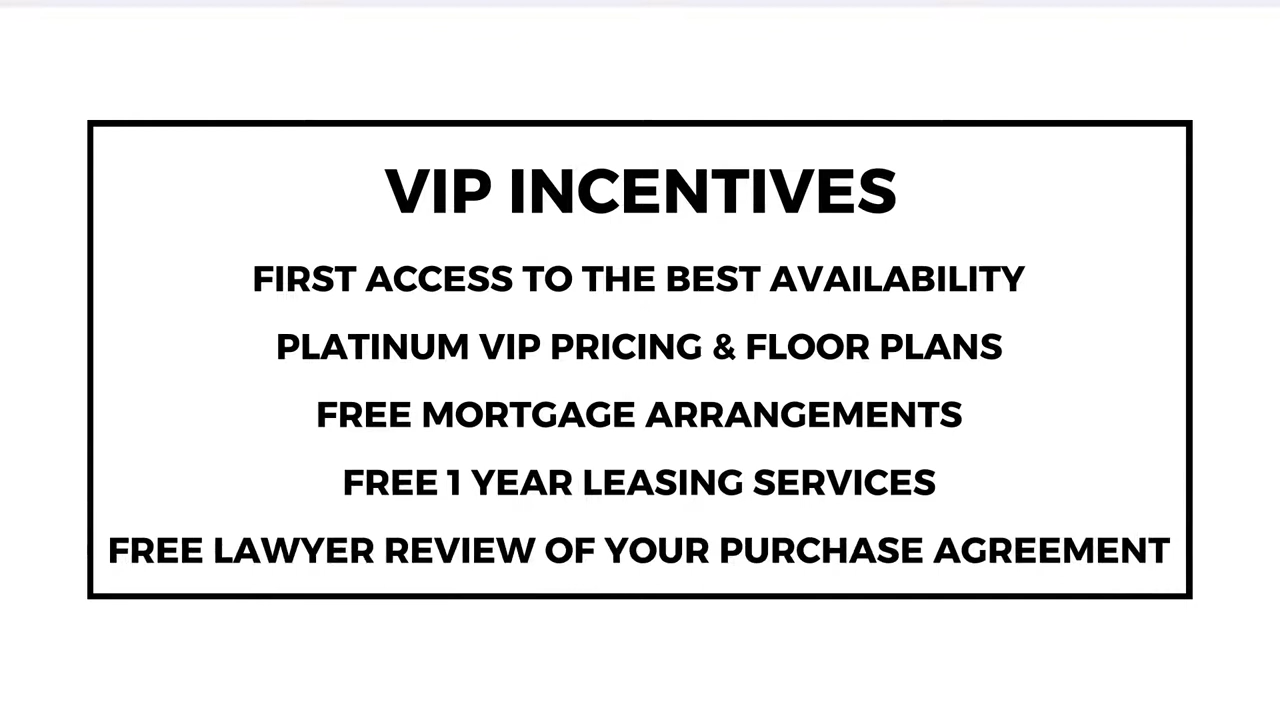 VIP INCENTIVES
FIRST ACCESS TO THE BEST AVAILABILITY
PLATINUM VIP PRICING & FLOOR PLANS
FREE MORTGAGE ARRANGEMENTS
FREE 1 YEAR LEASING SERVICES
FREE LAWYER REVIEW OF YOUR PURCHASE AGREEMENT